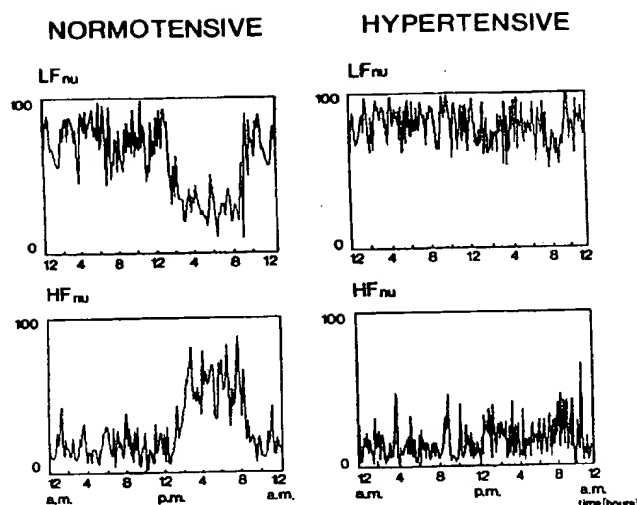 NORMOTENSIVE HYPERTENSIVE
LFnu LFnu
100 100
0 0
12 4 8 12 4 8 12 12 4 8 12 4 8 12
HFnu HFnu
100 100
0 0
12 4 8 12 4 8 12 12 4 8 12 4 8 12
a.m. p.m. a.m. a.m. p.m. a.m.
time[hours]